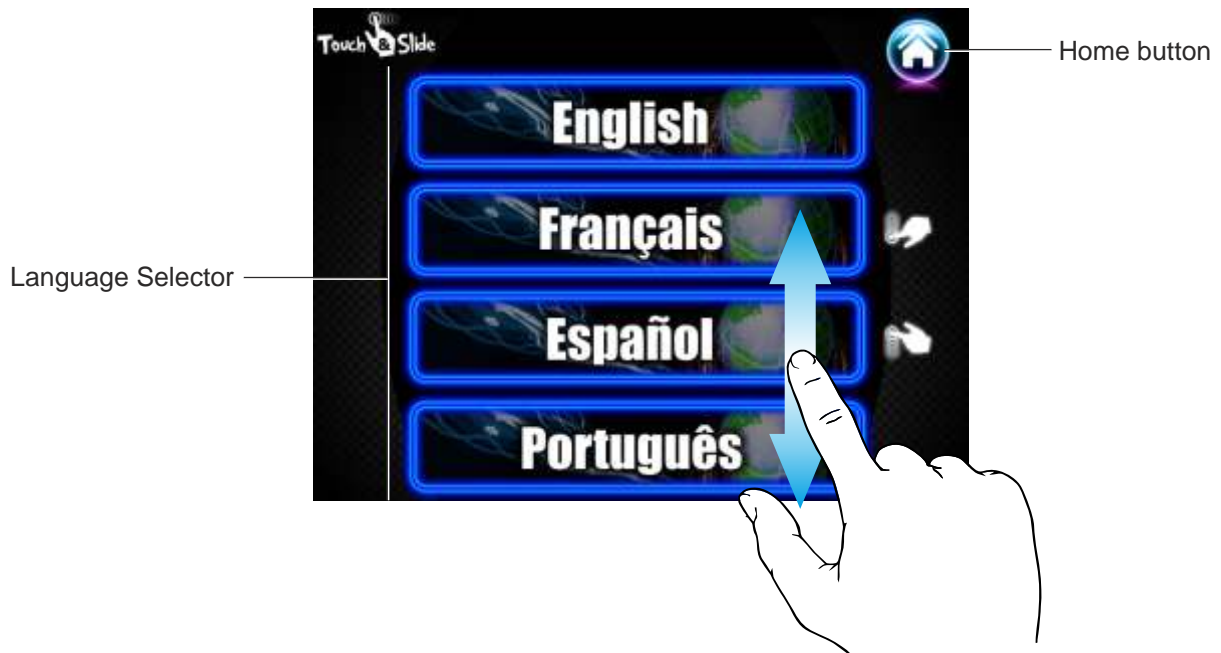 Touch & Slide
Home button
English
Français
Language Selector
Español
Português